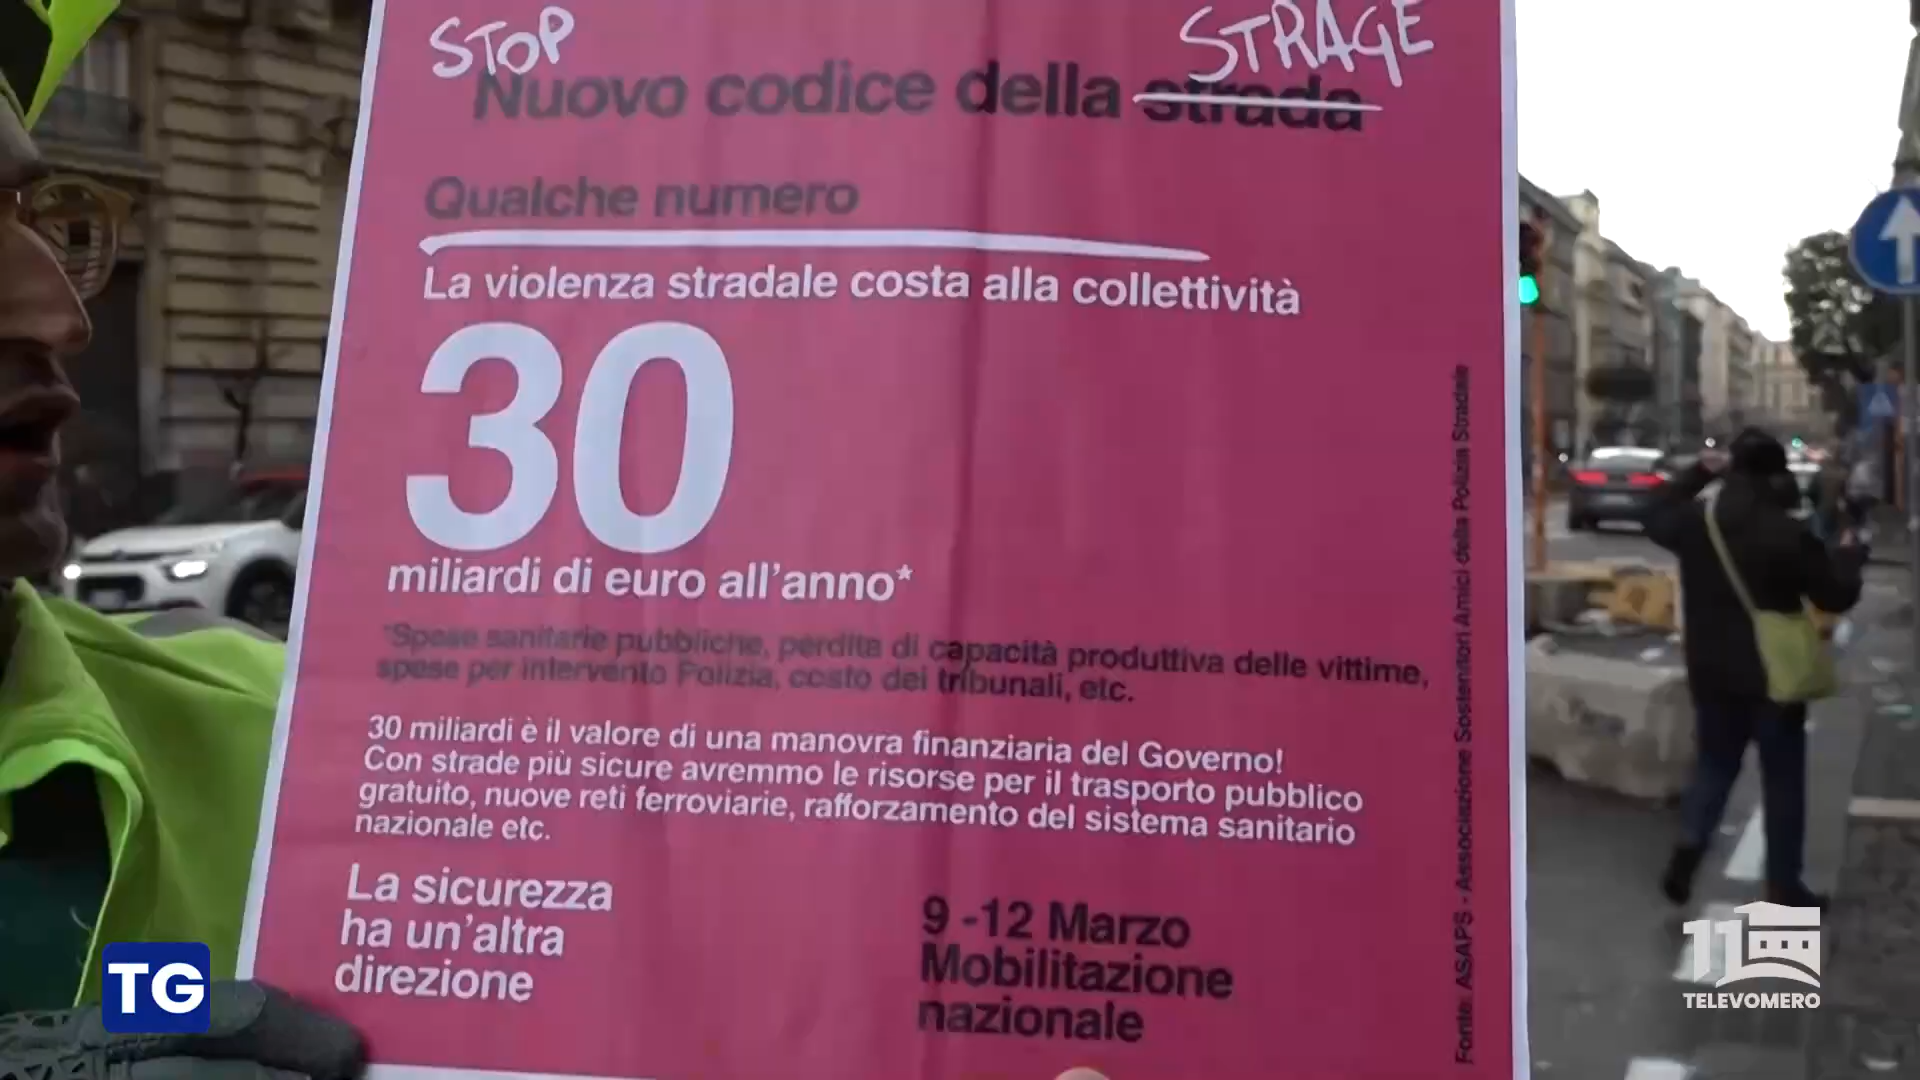 STOP STRAGE
Nuovo codice della strada
Qualche numero
La violenza stradale costa alla collettività
30
miliardi di euro all'anno*
*Spese sanitarie pubbliche, perdita di capacità produttiva delle vittime,
spese per intervento Polizia, costo dei tribunali, etc.
30 miliardi è il valore di una manovra finanziaria del Governo!
Con strade più sicure avremmo le risorse per il trasporto pubblico
gratuito, nuove reti ferroviarie, rafforzamento del sistema sanitario
nazionale etc.
La sicurezza
ha un'altra
direzione
9 -12 Marzo
Mobilitazione
nazionale
Fonte: ASAPS - Associazione Sostenitori Amici della Polizia Stradale
TG
11
TELEVOMERO